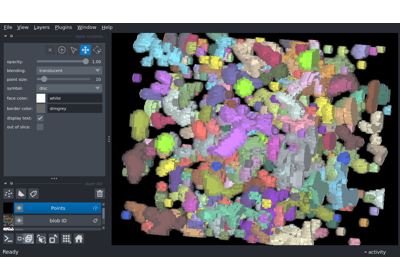 File View Layers Plugins Window Help
opacity: 1.00
blending: translucent
point size: 10
symbol: disc
face color: white
border color: dimgrey
display text: ✓
out of slice:
Points
blob ID
Ready
activity